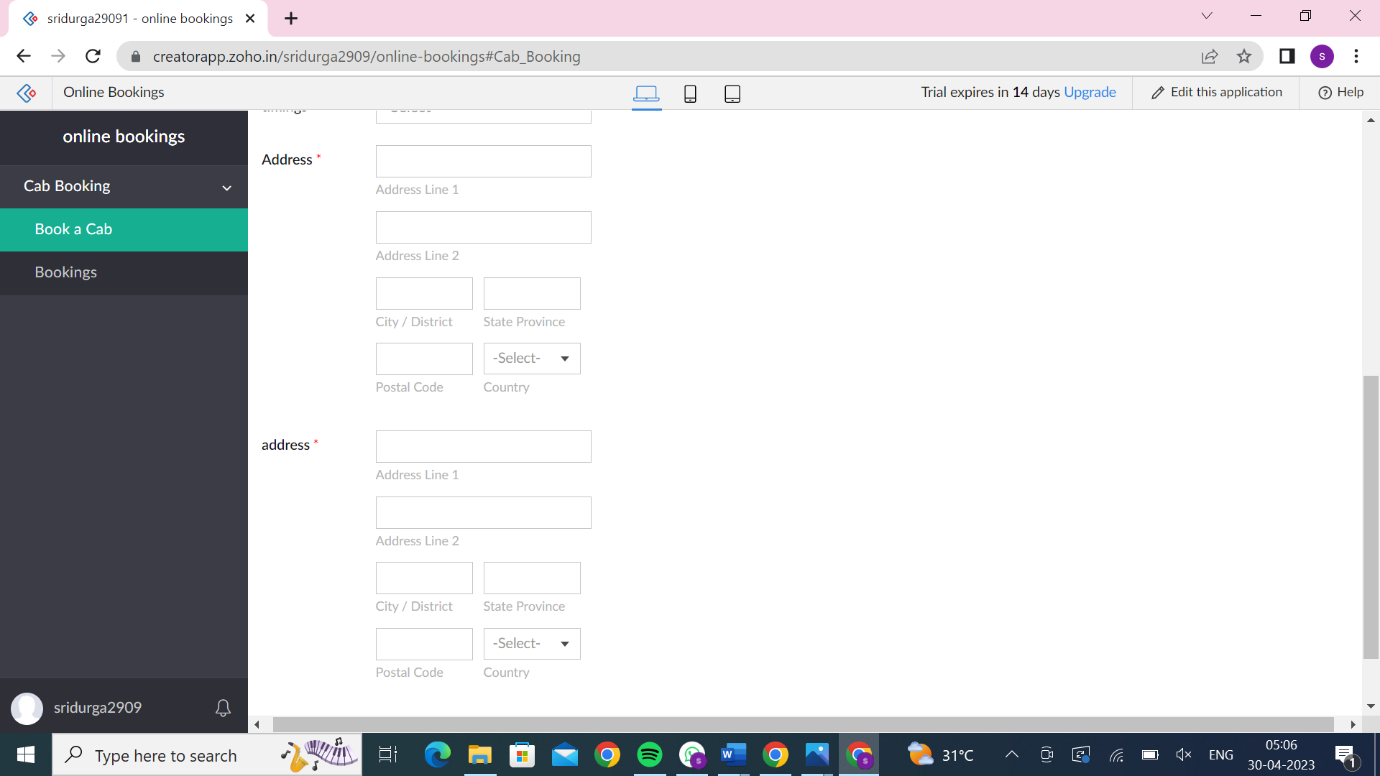 sridurga29091 - online bookings
creatorapp.zoho.in/sridurga2909/online-bookings#Cab_Booking
s
Online Bookings
Trial expires in 14 days Upgrade
Edit this application
Help
online bookings
Cab Booking
Book a Cab
Bookings
Address *
Address Line 1
Address Line 2
City / District State Province
-Select-
Postal Code Country
address *
Address Line 1
Address Line 2
City / District State Province
-Select-
Postal Code Country
sridurga2909
Type here to search
31°C
ENG
05:06
30-04-2023
1